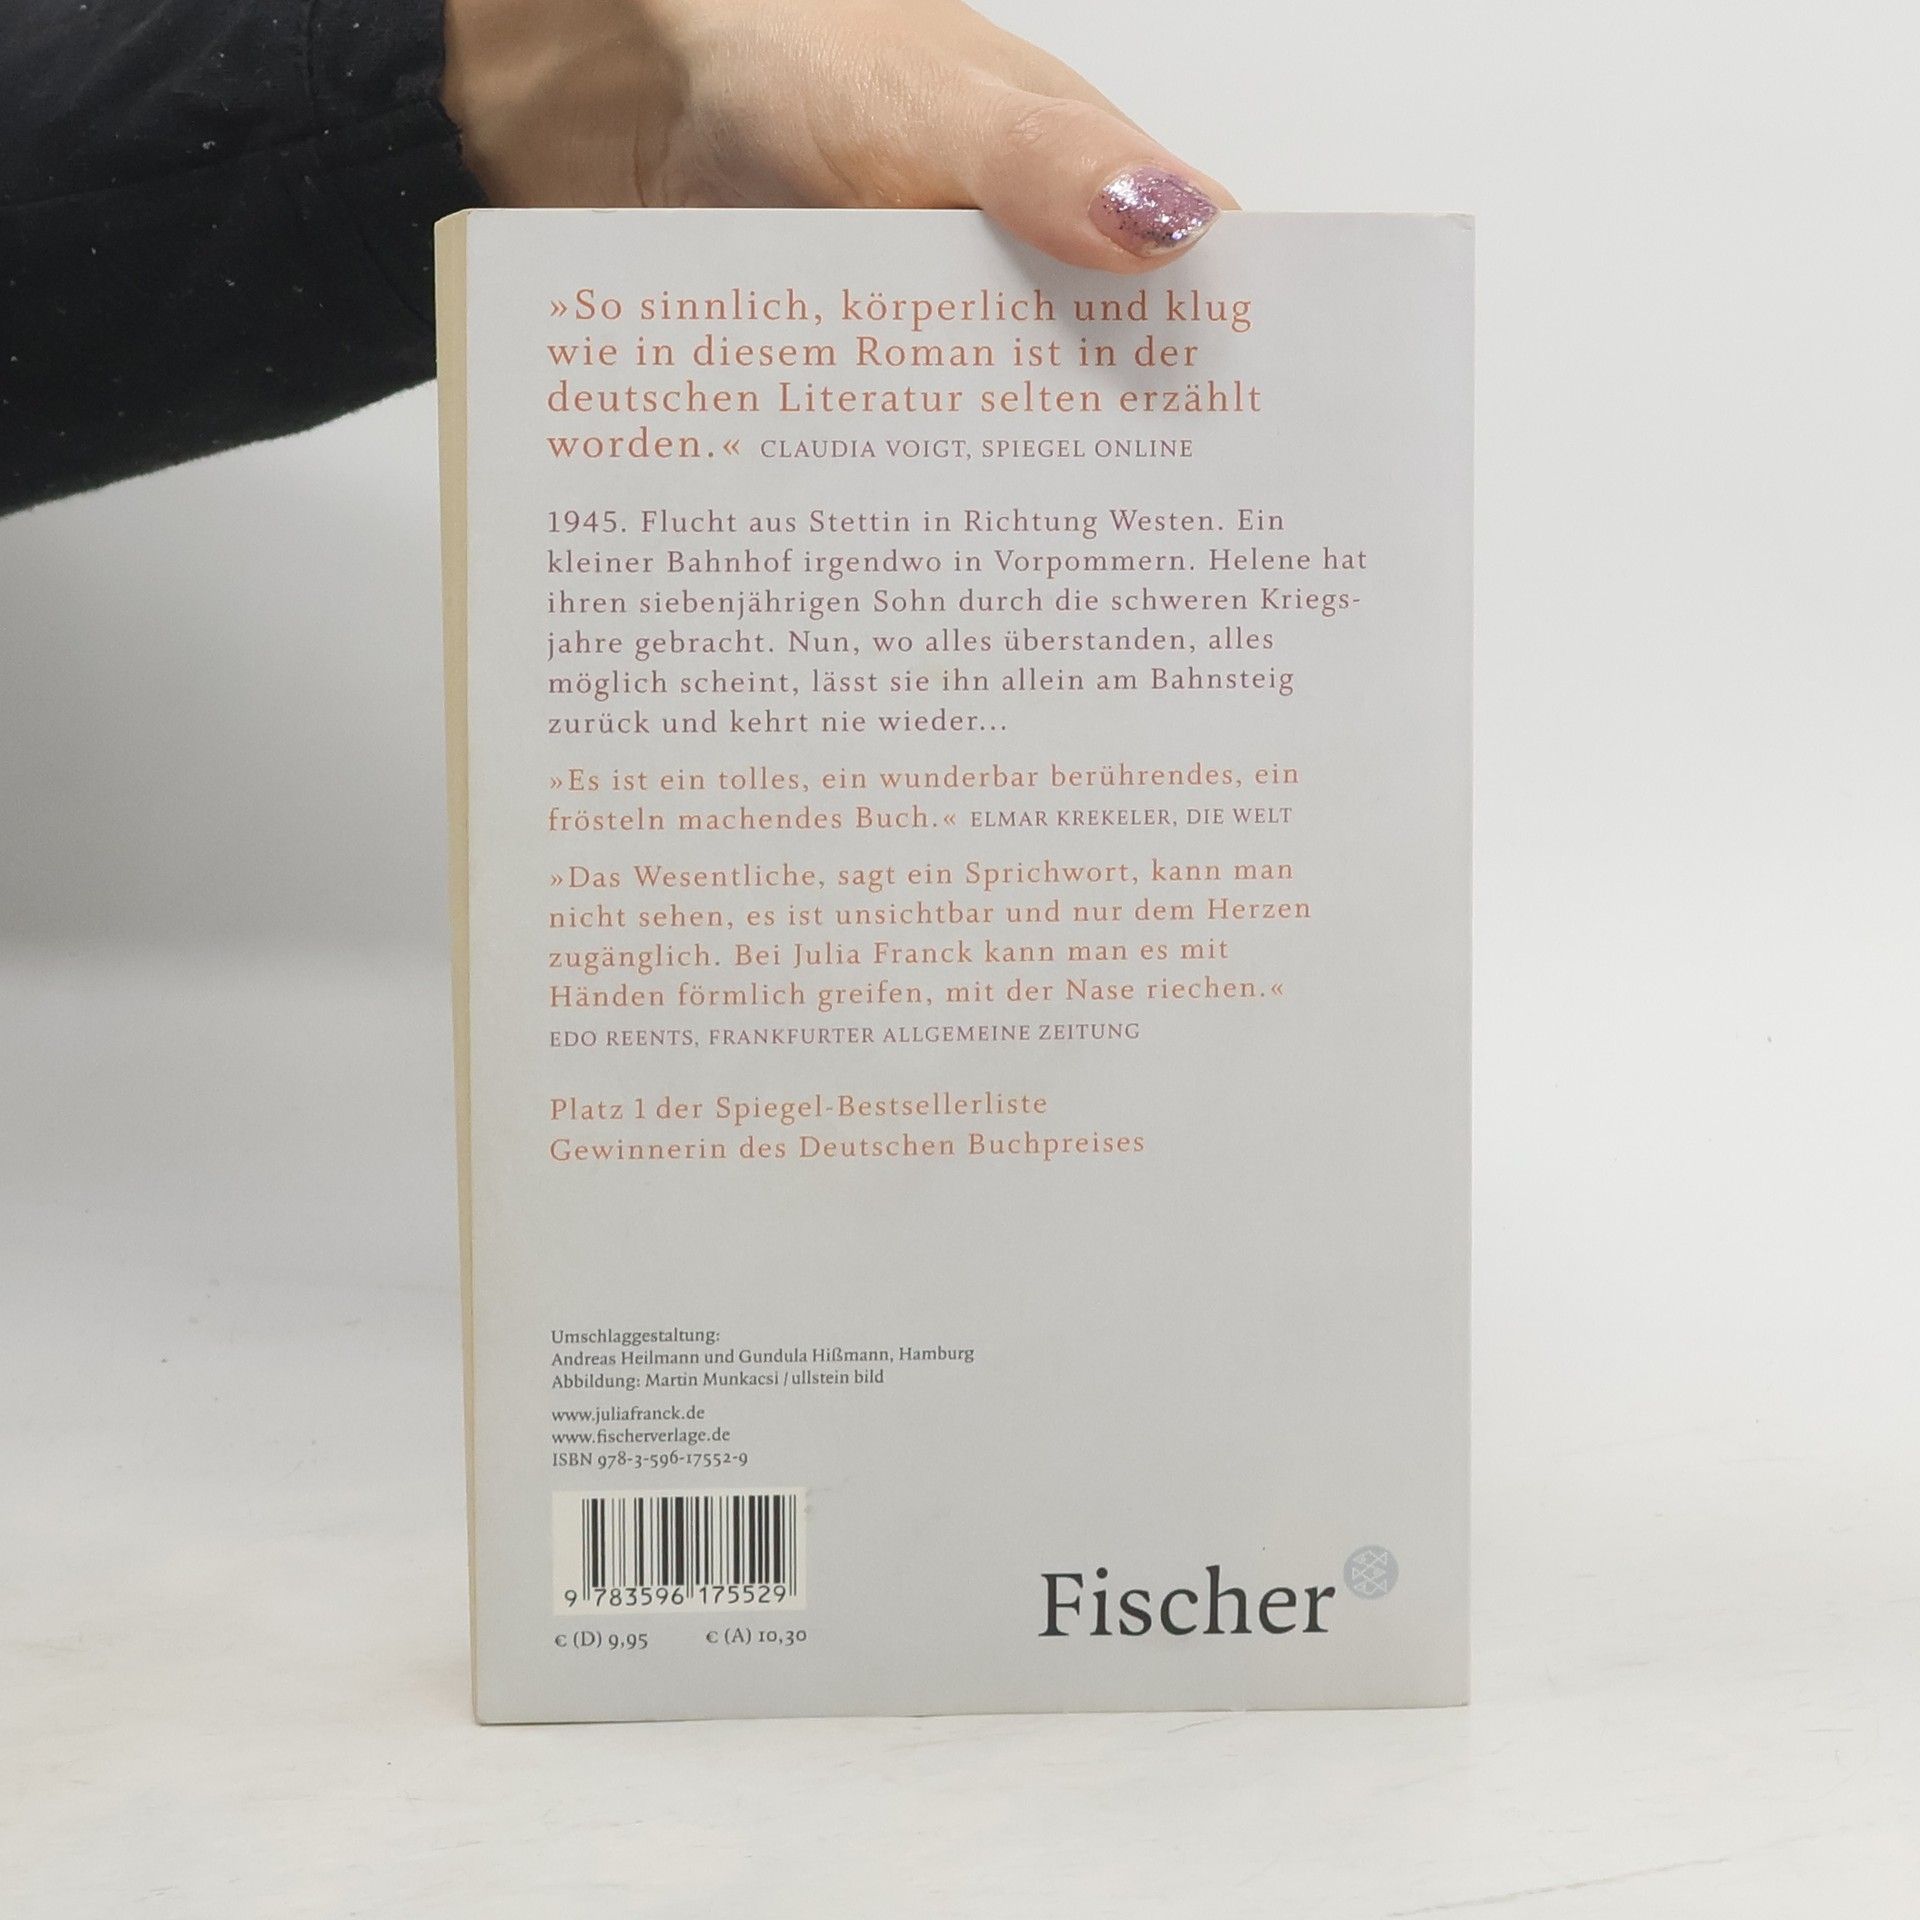 »So sinnlich, körperlich und klug
wie in diesem Roman ist in der
deutschen Literatur selten erzählt
worden.« CLAUDIA VOIGT, SPIEGEL ONLINE
1945. Flucht aus Stettin in Richtung Westen. Ein
kleiner Bahnhof irgendwo in Vorpommern. Helene hat
ihren siebenjährigen Sohn durch die schweren Kriegs-
jahre gebracht. Nun, wo alles überstanden, alles
möglich scheint, lässt sie ihn allein am Bahnsteig
zurück und kehrt nie wieder...
»Es ist ein tolles, ein wunderbar berührendes, ein
frösteln machendes Buch.« ELMAR KREKELER, DIE WELT
»Das Wesentliche, sagt ein Sprichwort, kann man
nicht sehen, es ist unsichtbar und nur dem Herzen
zugänglich. Bei Julia Franck kann man es mit
Händen förmlich greifen, mit der Nase riechen.«
EDO REENTS, FRANKFURTER ALLGEMEINE ZEITUNG
Platz 1 der Spiegel-Bestsellerliste
Gewinnerin des Deutschen Buchpreises
Umschlaggestaltung:
Andreas Heilmann und Gundula Hißmann, Hamburg
Abbildung: Martin Munkacsi / ullstein bild
www.juliafranck.de
www.fischerverlage.de
ISBN 978-3-596-17552-9
9 783596 175529
€ (D) 9,95 € (A) 10,30
Fischer